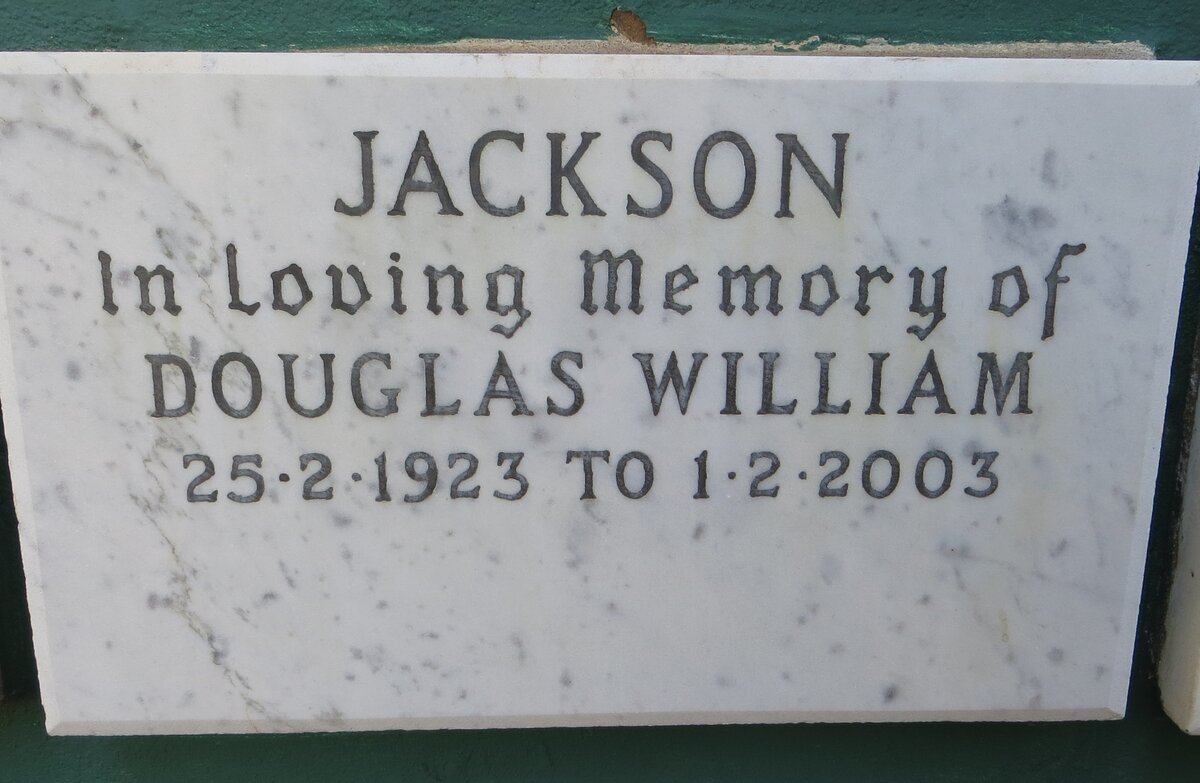 JACKSON
In Loving Memory of
DOUGLAS WILLIAM
25·2·1923 TO 1·2·2003